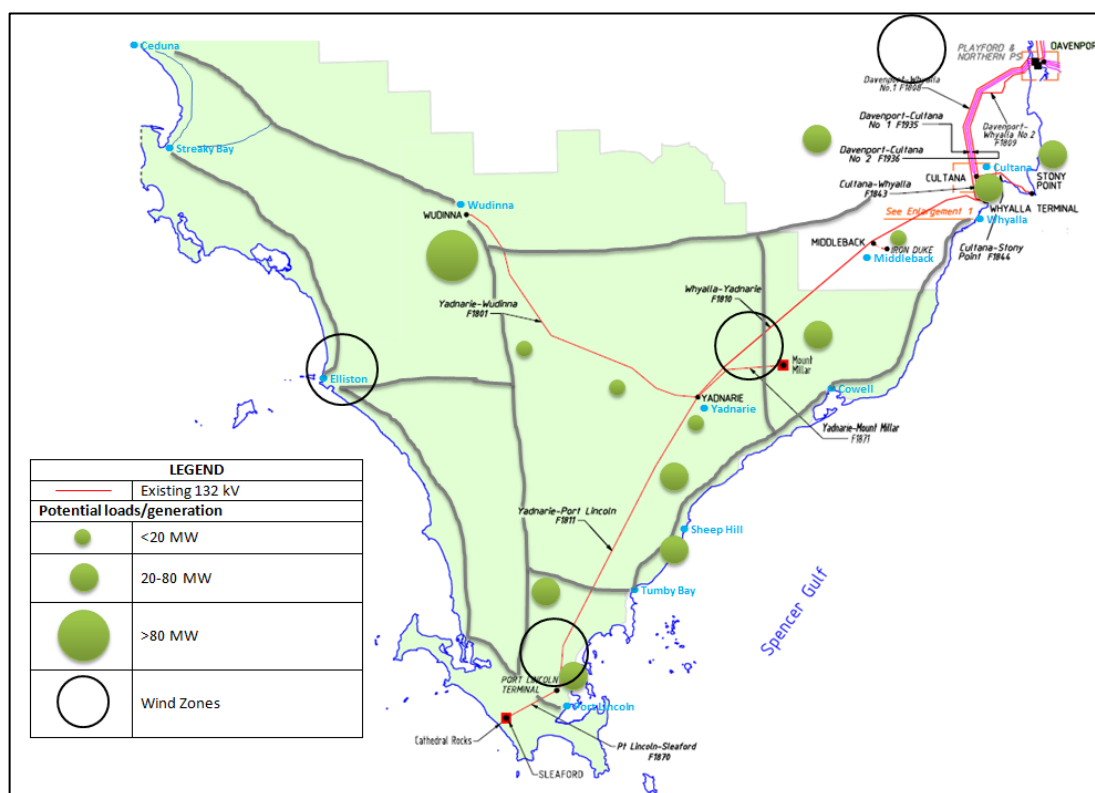 Ceduna
PLAYFORD &
NORTHERN PS
DAVENPORT
Davenport-Whyalla
No.1 F1808
Davenport-
Whyalla No.2
F1809
Davenport-Cultana
No 1 F1935
Davenport-Cultana
No 2 F1936
Streaky Bay
Cultana
CULTANA
STONY
POINT
Cultana-Whyalla
F1843
WHYALLA TERMINAL
See Enlargement 1
Whyalla
Wudinna
WUDINNA
MIDDLEBACK
IRON DUKE
Middleback
Cultana-Stony
Point F1844
Whyalla-Yadnarie
F1810
Yadnarie-Wudinna
F1801
Mount
Millar
Elliston
Cowell
YADNARIE
Yadnarie
Yadnarie-Mount Millar
F1871
LEGEND
Existing 132 kV
Potential loads/generation
<20 MW
20-80 MW
>80 MW
Wind Zones
Yadnarie-Port Lincoln
F1811
Sheep Hill
Tumby Bay
Spencer Gulf
PORT LINCOLN
TERMINAL
Port Lincoln
Cathedral Rocks
Pt Lincoln-Sleaford
F1870
SLEAFORD